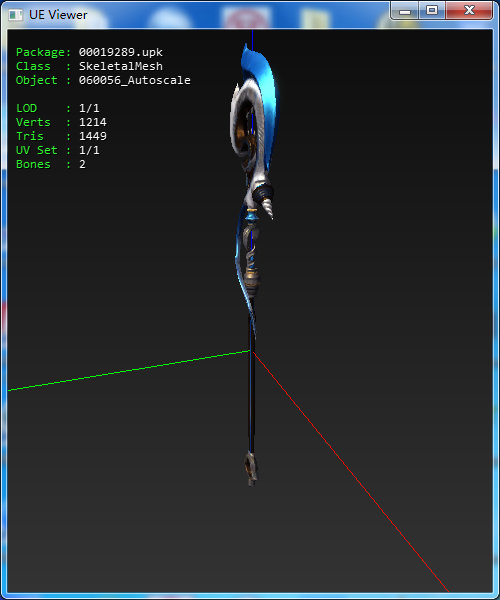 UE Viewer
Package: 00019289.upk
Class : SkeletalMesh
Object : 060056_Autoscale
LOD : 1/1
Verts : 1214
Tris : 1449
UV Set : 1/1
Bones : 2